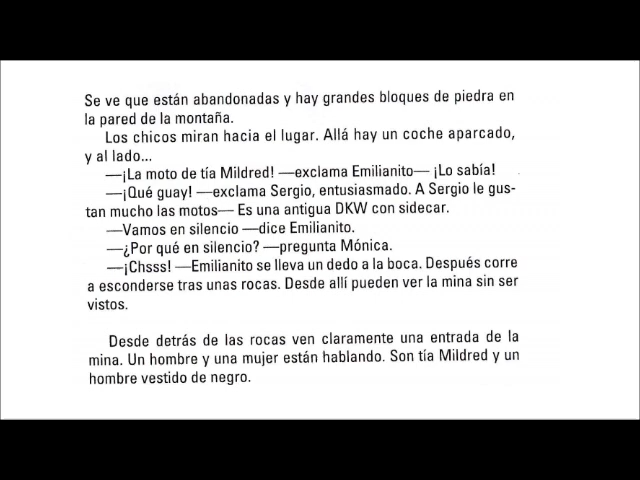 Se ve que están abandonadas y hay grandes bloques de piedra en
la pared de la montaña.
Los chicos miran hacia el lugar. Allá hay un coche aparcado,
y al lado...
—¡La moto de tía Mildred! —exclama Emilianito— ¡Lo sabía!
—¡Qué guay! —exclama Sergio, entusiasmado. A Sergio le gus-
tan mucho las motos— Es una antigua DKW con sidecar.
—Vamos en silencio —dice Emilianito.
—¿Por qué en silencio? —pregunta Mónica.
—¡Chsss! —Emilianito se lleva un dedo a la boca. Después corre
a esconderse tras unas rocas. Desde allí pueden ver la mina sin ser
vistos.
Desde detrás de las rocas ven claramente una entrada de la
mina. Un hombre y una mujer están hablando. Son tía Mildred y un
hombre vestido de negro.